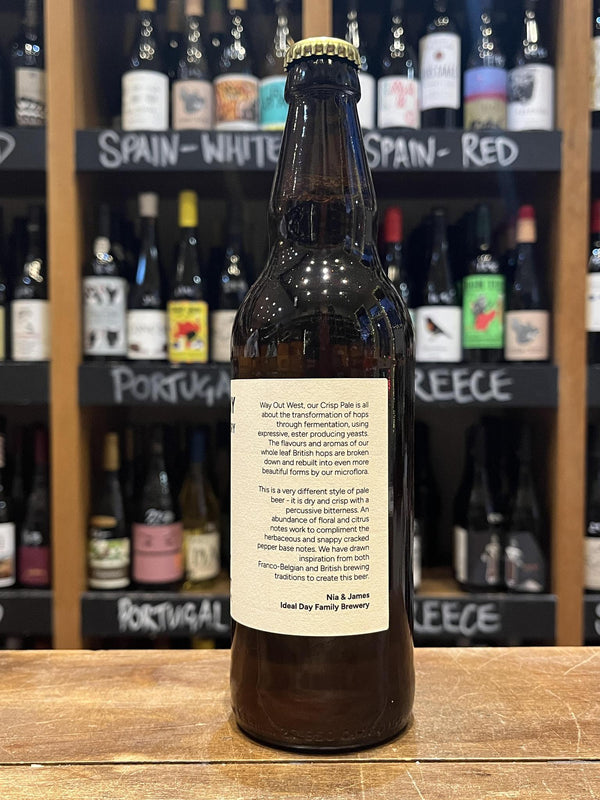 SPAIN-WHITE
SPAIN- RED
PORTUGAL
REECE
Way Out West, our Crisp Pale is all
about the transformation of hops
through fermentation, using
expressive, ester producing yeasts.
The flavours and aromas of our
whole leaf British hops are broken
down and rebuilt into even more
beautiful forms by our microflora.
This is a very different style of pale
beer - it is dry and crisp with a
percussive bitterness. An
abundance of floral and citrus
notes work to compliment the
herbaceous and snappy cracked
pepper base notes. We have drawn
inspiration from both
Franco-Belgian and British brewing
traditions to create this beer.
Nia & James
Ideal Day Family Brewery
PORTUGAL
REECE